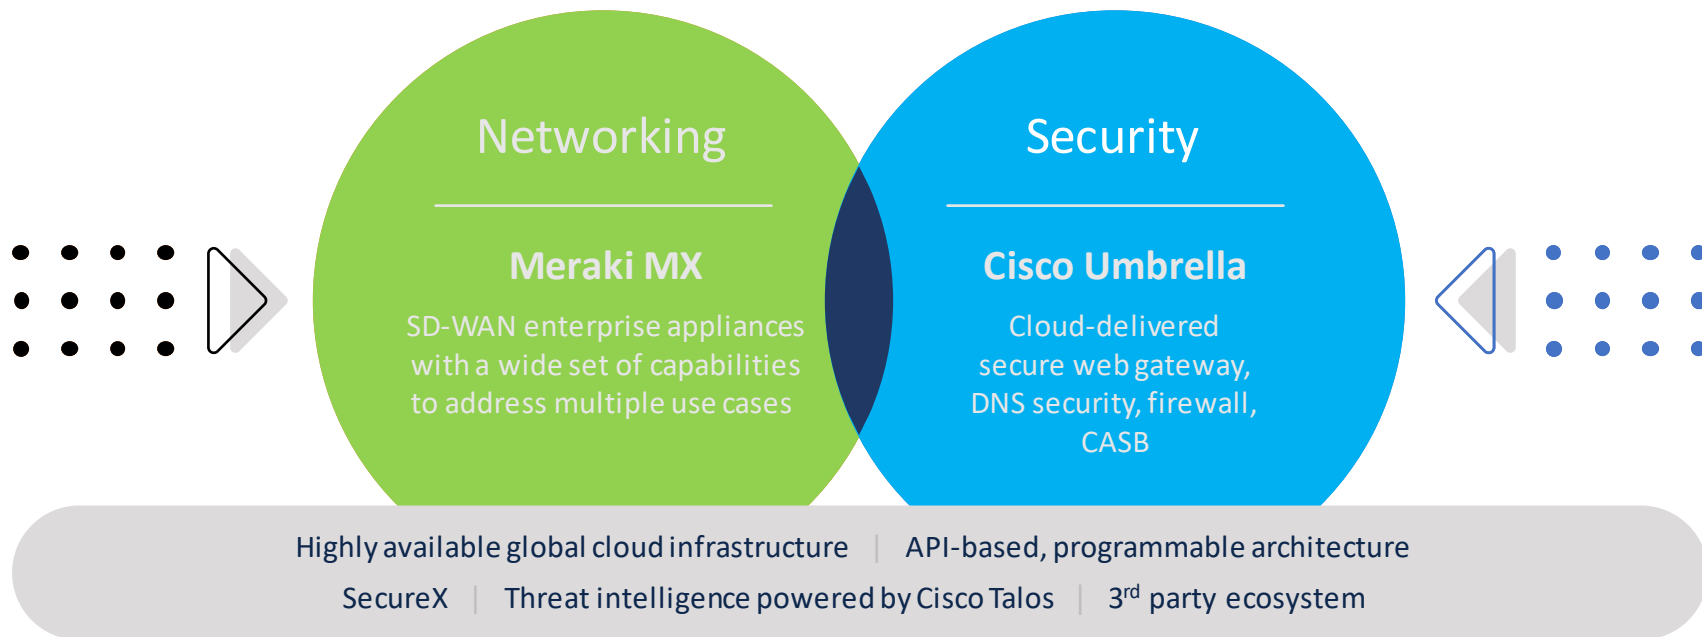 Networking
Meraki MX
SD-WAN enterprise appliances
with a wide set of capabilities
to address multiple use cases
Security
Cisco Umbrella
Cloud-delivered
secure web gateway,
DNS security, firewall,
CASB
Highly available global cloud infrastructure | API-based, programmable architecture
SecureX | Threat intelligence powered by Cisco Talos | 3rd party ecosystem